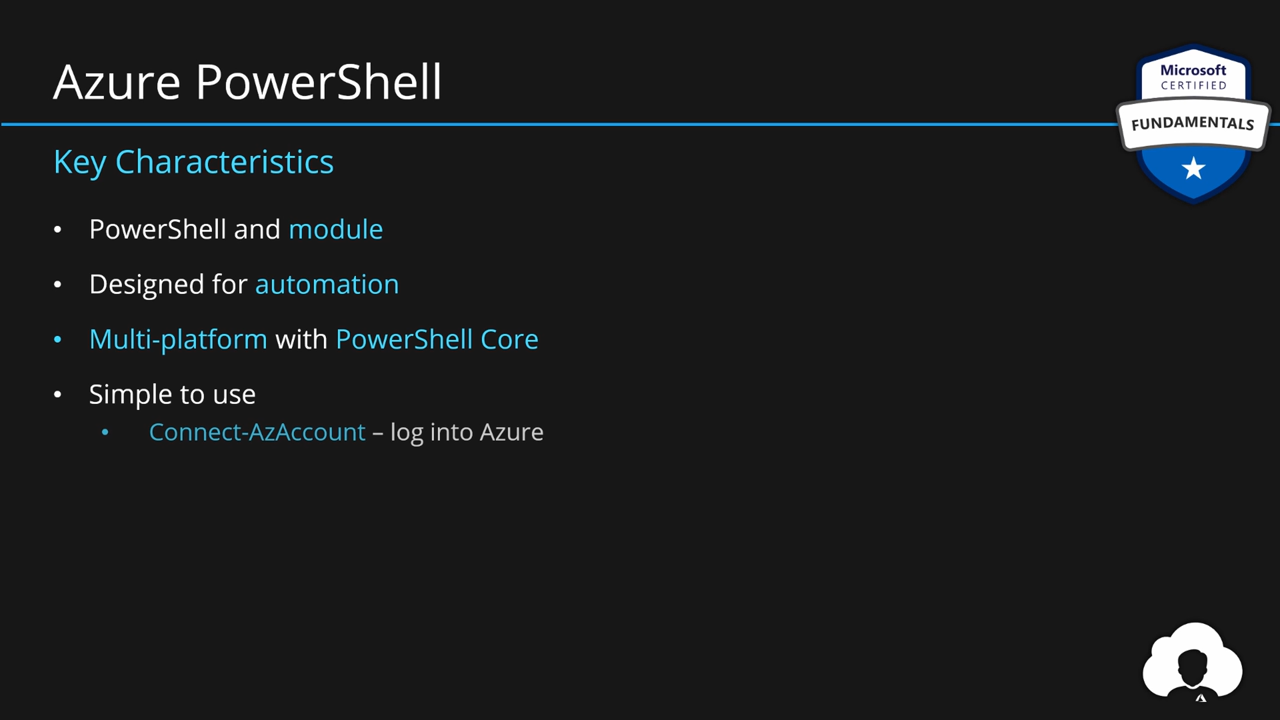 Azure PowerShell
Microsoft
CERTIFIED
FUNDAMENTALS
Key Characteristics
• PowerShell and module
• Designed for automation
• Multi-platform with PowerShell Core
• Simple to use
• Connect-AzAccount – log into Azure